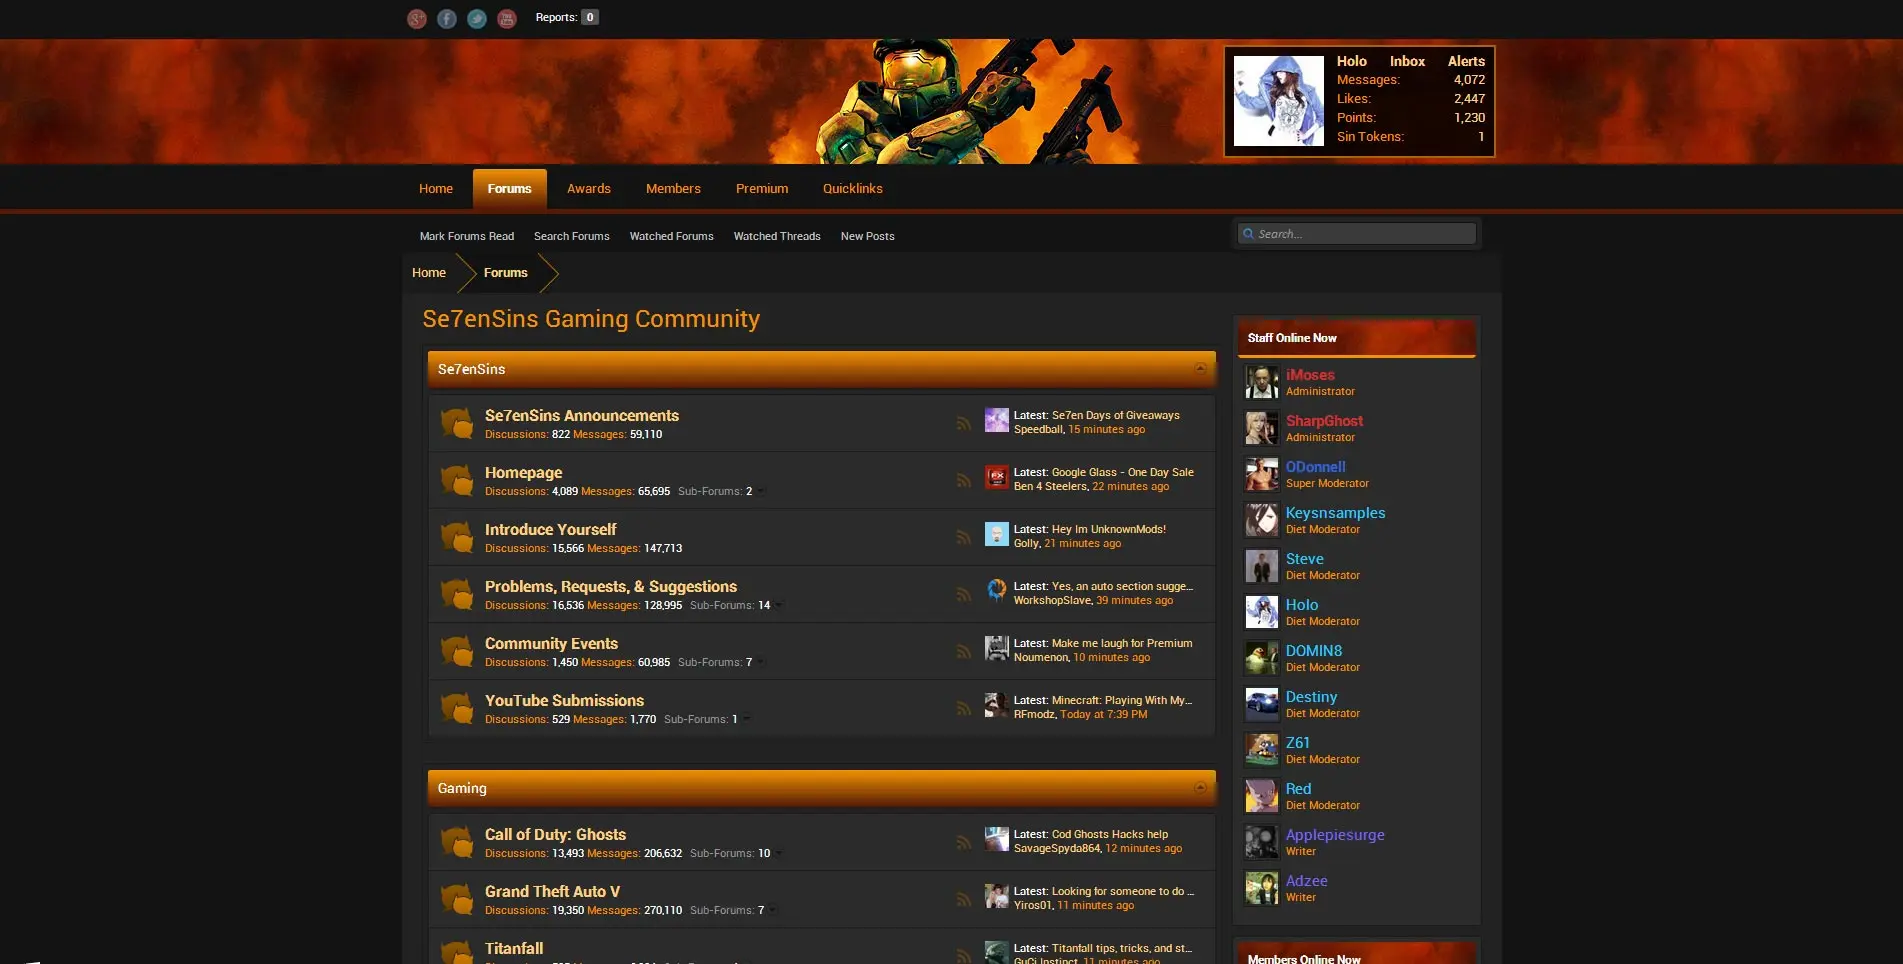 Reports: 0
Holo Inbox Alerts
Messages: 4,072
Likes: 2,447
Points: 1,230
Sin Tokens: 1
Home Forums Awards Members Premium Quicklinks
Mark Forums Read Search Forums Watched Forums Watched Threads New Posts
Search...
Home Forums
Se7enSins Gaming Community
Se7enSins
Se7enSins Announcements
Discussions: 822 Messages: 59,110
Latest: Se7en Days of Giveaways
Speedball, 15 minutes ago
Homepage
Discussions: 4,089 Messages: 65,695 Sub-Forums: 2
Latest: Google Glass - One Day Sale
Ben 4 Steelers, 22 minutes ago
Introduce Yourself
Discussions: 15,566 Messages: 147,713
Latest: Hey Im UnknownMods!
Golly, 21 minutes ago
Problems, Requests, & Suggestions
Discussions: 16,536 Messages: 128,995 Sub-Forums: 14
Latest: Yes, an auto section sugge...
WorkshopSlave, 39 minutes ago
Community Events
Discussions: 1,450 Messages: 60,985 Sub-Forums: 7
Latest: Make me laugh for Premium
Noumenon, 10 minutes ago
YouTube Submissions
Discussions: 529 Messages: 1,770 Sub-Forums: 1
Latest: Minecraft: Playing With My...
RFmodz, Today at 7:39 PM
Gaming
Call of Duty: Ghosts
Discussions: 13,493 Messages: 206,632 Sub-Forums: 10
Latest: Cod Ghosts Hacks help
SavageSpyda864, 12 minutes ago
Grand Theft Auto V
Discussions: 19,350 Messages: 270,110 Sub-Forums: 7
Latest: Looking for someone to do ...
Yiros01, 11 minutes ago
Titanfall
Latest: Titanfall tips, tricks, and st...
GuCi Instinct, 11 minutes ago
Staff Online Now
iMoses
Administrator
SharpGhost
Administrator
ODonnell
Super Moderator
Keysnsamples
Diet Moderator
Steve
Diet Moderator
Holo
Diet Moderator
DOMIN8
Diet Moderator
Destiny
Diet Moderator
Z61
Diet Moderator
Red
Diet Moderator
Applepiesurge
Writer
Adzee
Writer
Members Online Now